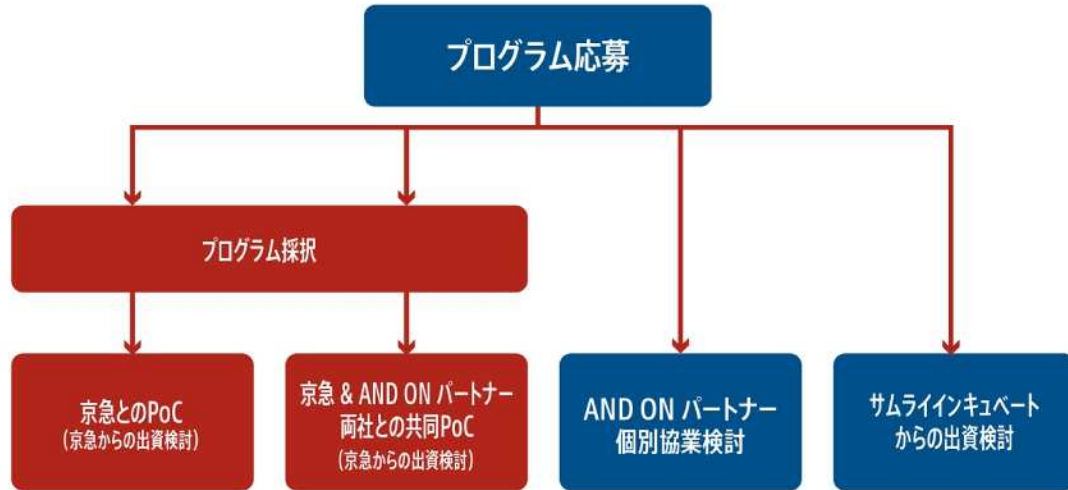 プログラム応募
プログラム採択
京急とのPoC
(京急からの出資検討)
京急 & AND ON パートナー
両社との共同PoC
(京急からの出資検討)
AND ON パートナー
個別協業検討
サムライインキュベート
からの出資検討